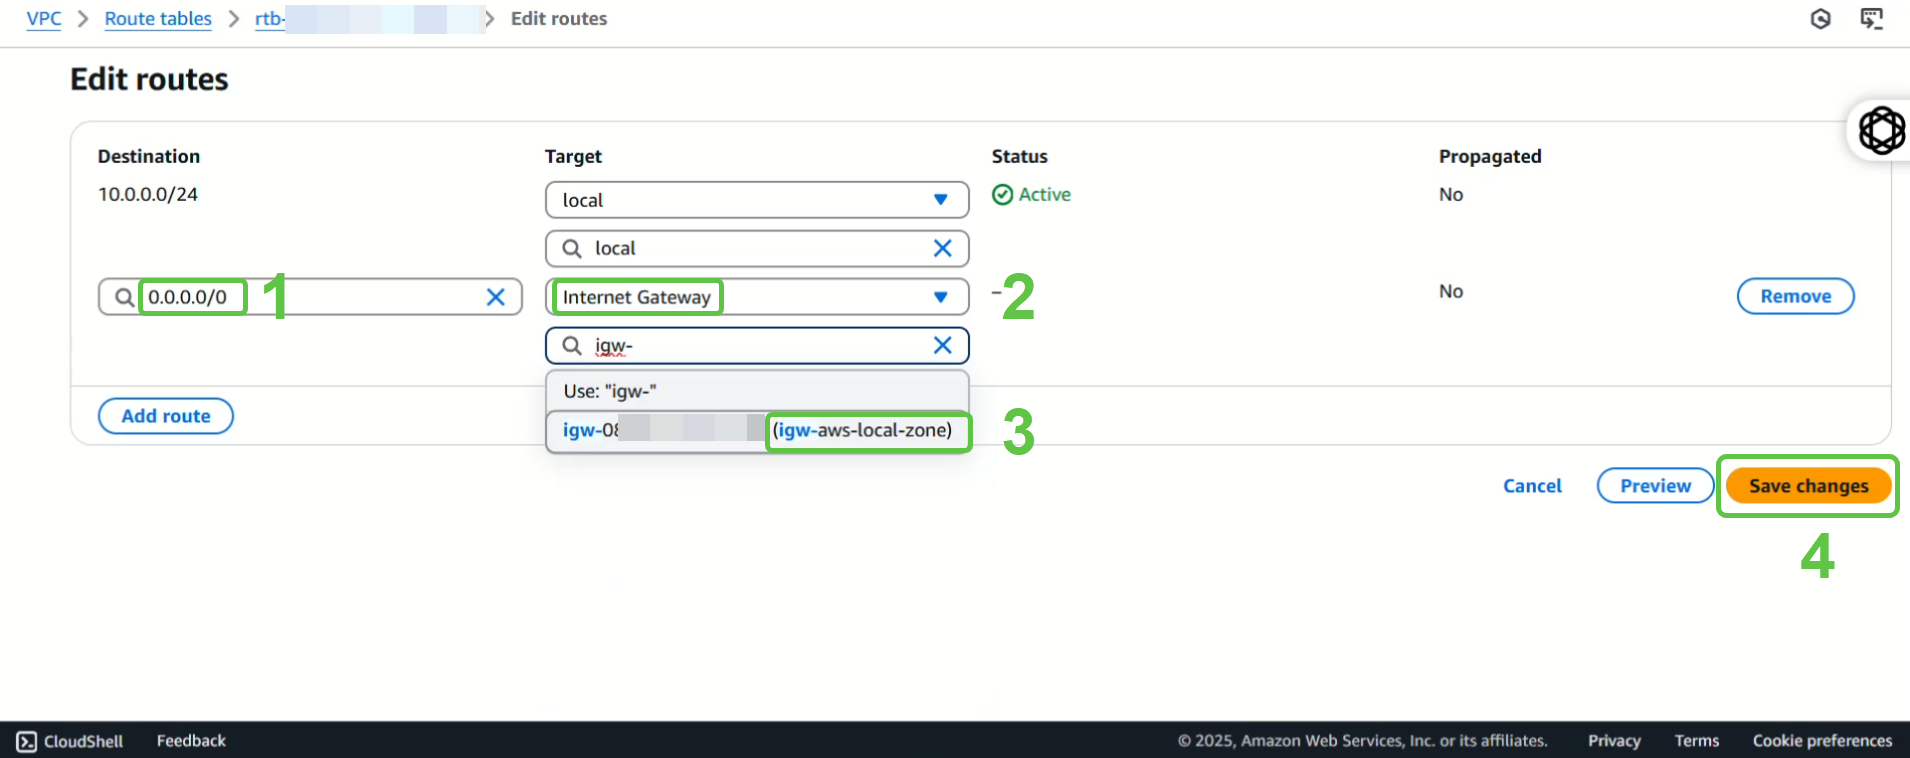 VPC > Route tables > rtb- > Edit routes
Edit routes
Destination Target Status Propagated
10.0.0.0/24 local Active No
local
0.0.0.0/0 1 Internet Gateway – 2 No Remove
igw-
Use: "igw-"
Add route igw-08 (igw-aws-local-zone) 3
Cancel Preview Save changes
4
CloudShell Feedback © 2025, Amazon Web Services, Inc. or its affiliates. Privacy Terms Cookie preferences